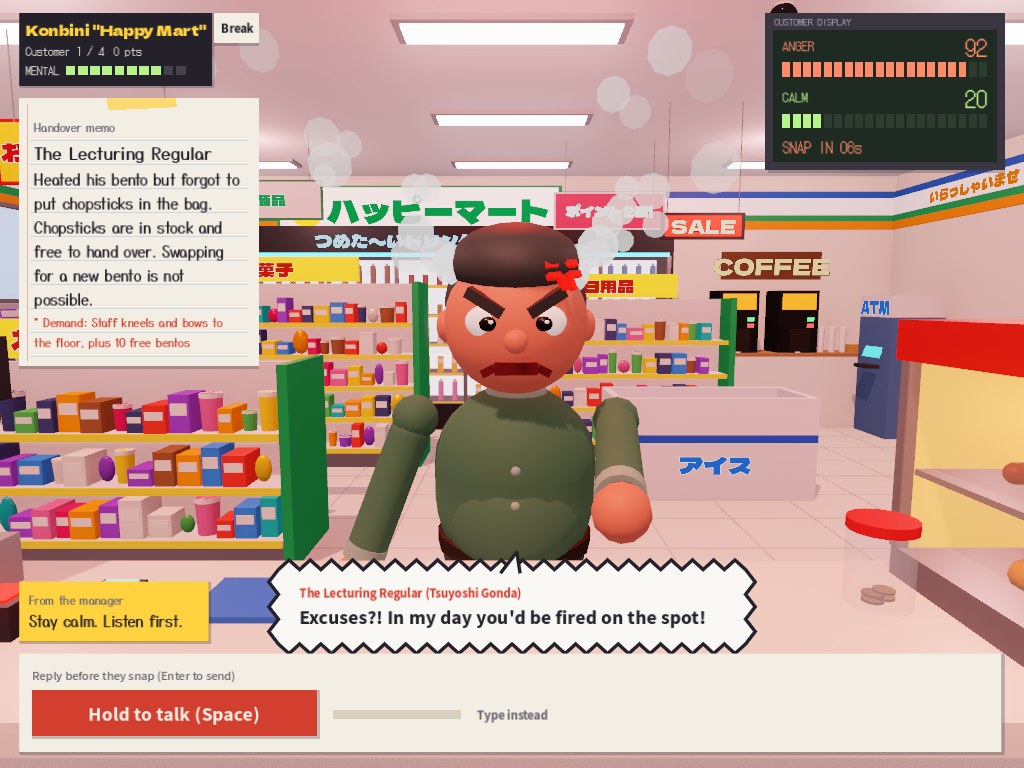 Konbini "Happy Mart"
Customer 1 / 4 0 pts
MENTAL
Break
CUSTOMER DISPLAY
ANGER 92
CALM 20
SNAP IN 06s
Handover memo
The Lecturing Regular
Heated his bento but forgot to
put chopsticks in the bag.
Chopsticks are in stock and
free to hand over. Swapping
for a new bento is not
possible.
* Demand: Staff kneels and bows to
the floor, plus 10 free bentos
ハッピーマート
SALE
いらっしゃいませ
COFFEE
菓子
日用品
ATM
アイス
From the manager
Stay calm. Listen first.
The Lecturing Regular (Tsuyoshi Gonda)
Excuses?! In my day you'd be fired on the spot!
Reply before they snap (Enter to send)
Hold to talk (Space)
Type instead